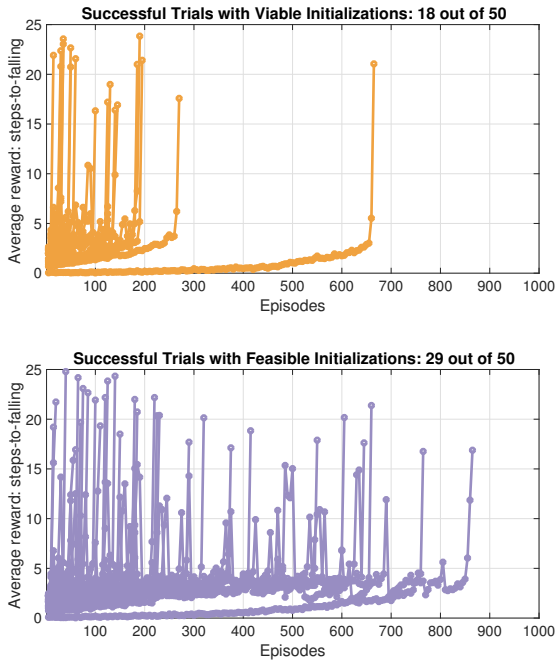 Successful Trials with Viable Initializations: 18 out of 50
Average reward: steps-to-falling
25
20
15
10
5
0
100 200 300 400 500 600 700 800 900 1000
Episodes
Successful Trials with Feasible Initializations: 29 out of 50
Average reward: steps-to-falling
25
20
15
10
5
0
100 200 300 400 500 600 700 800 900 1000
Episodes